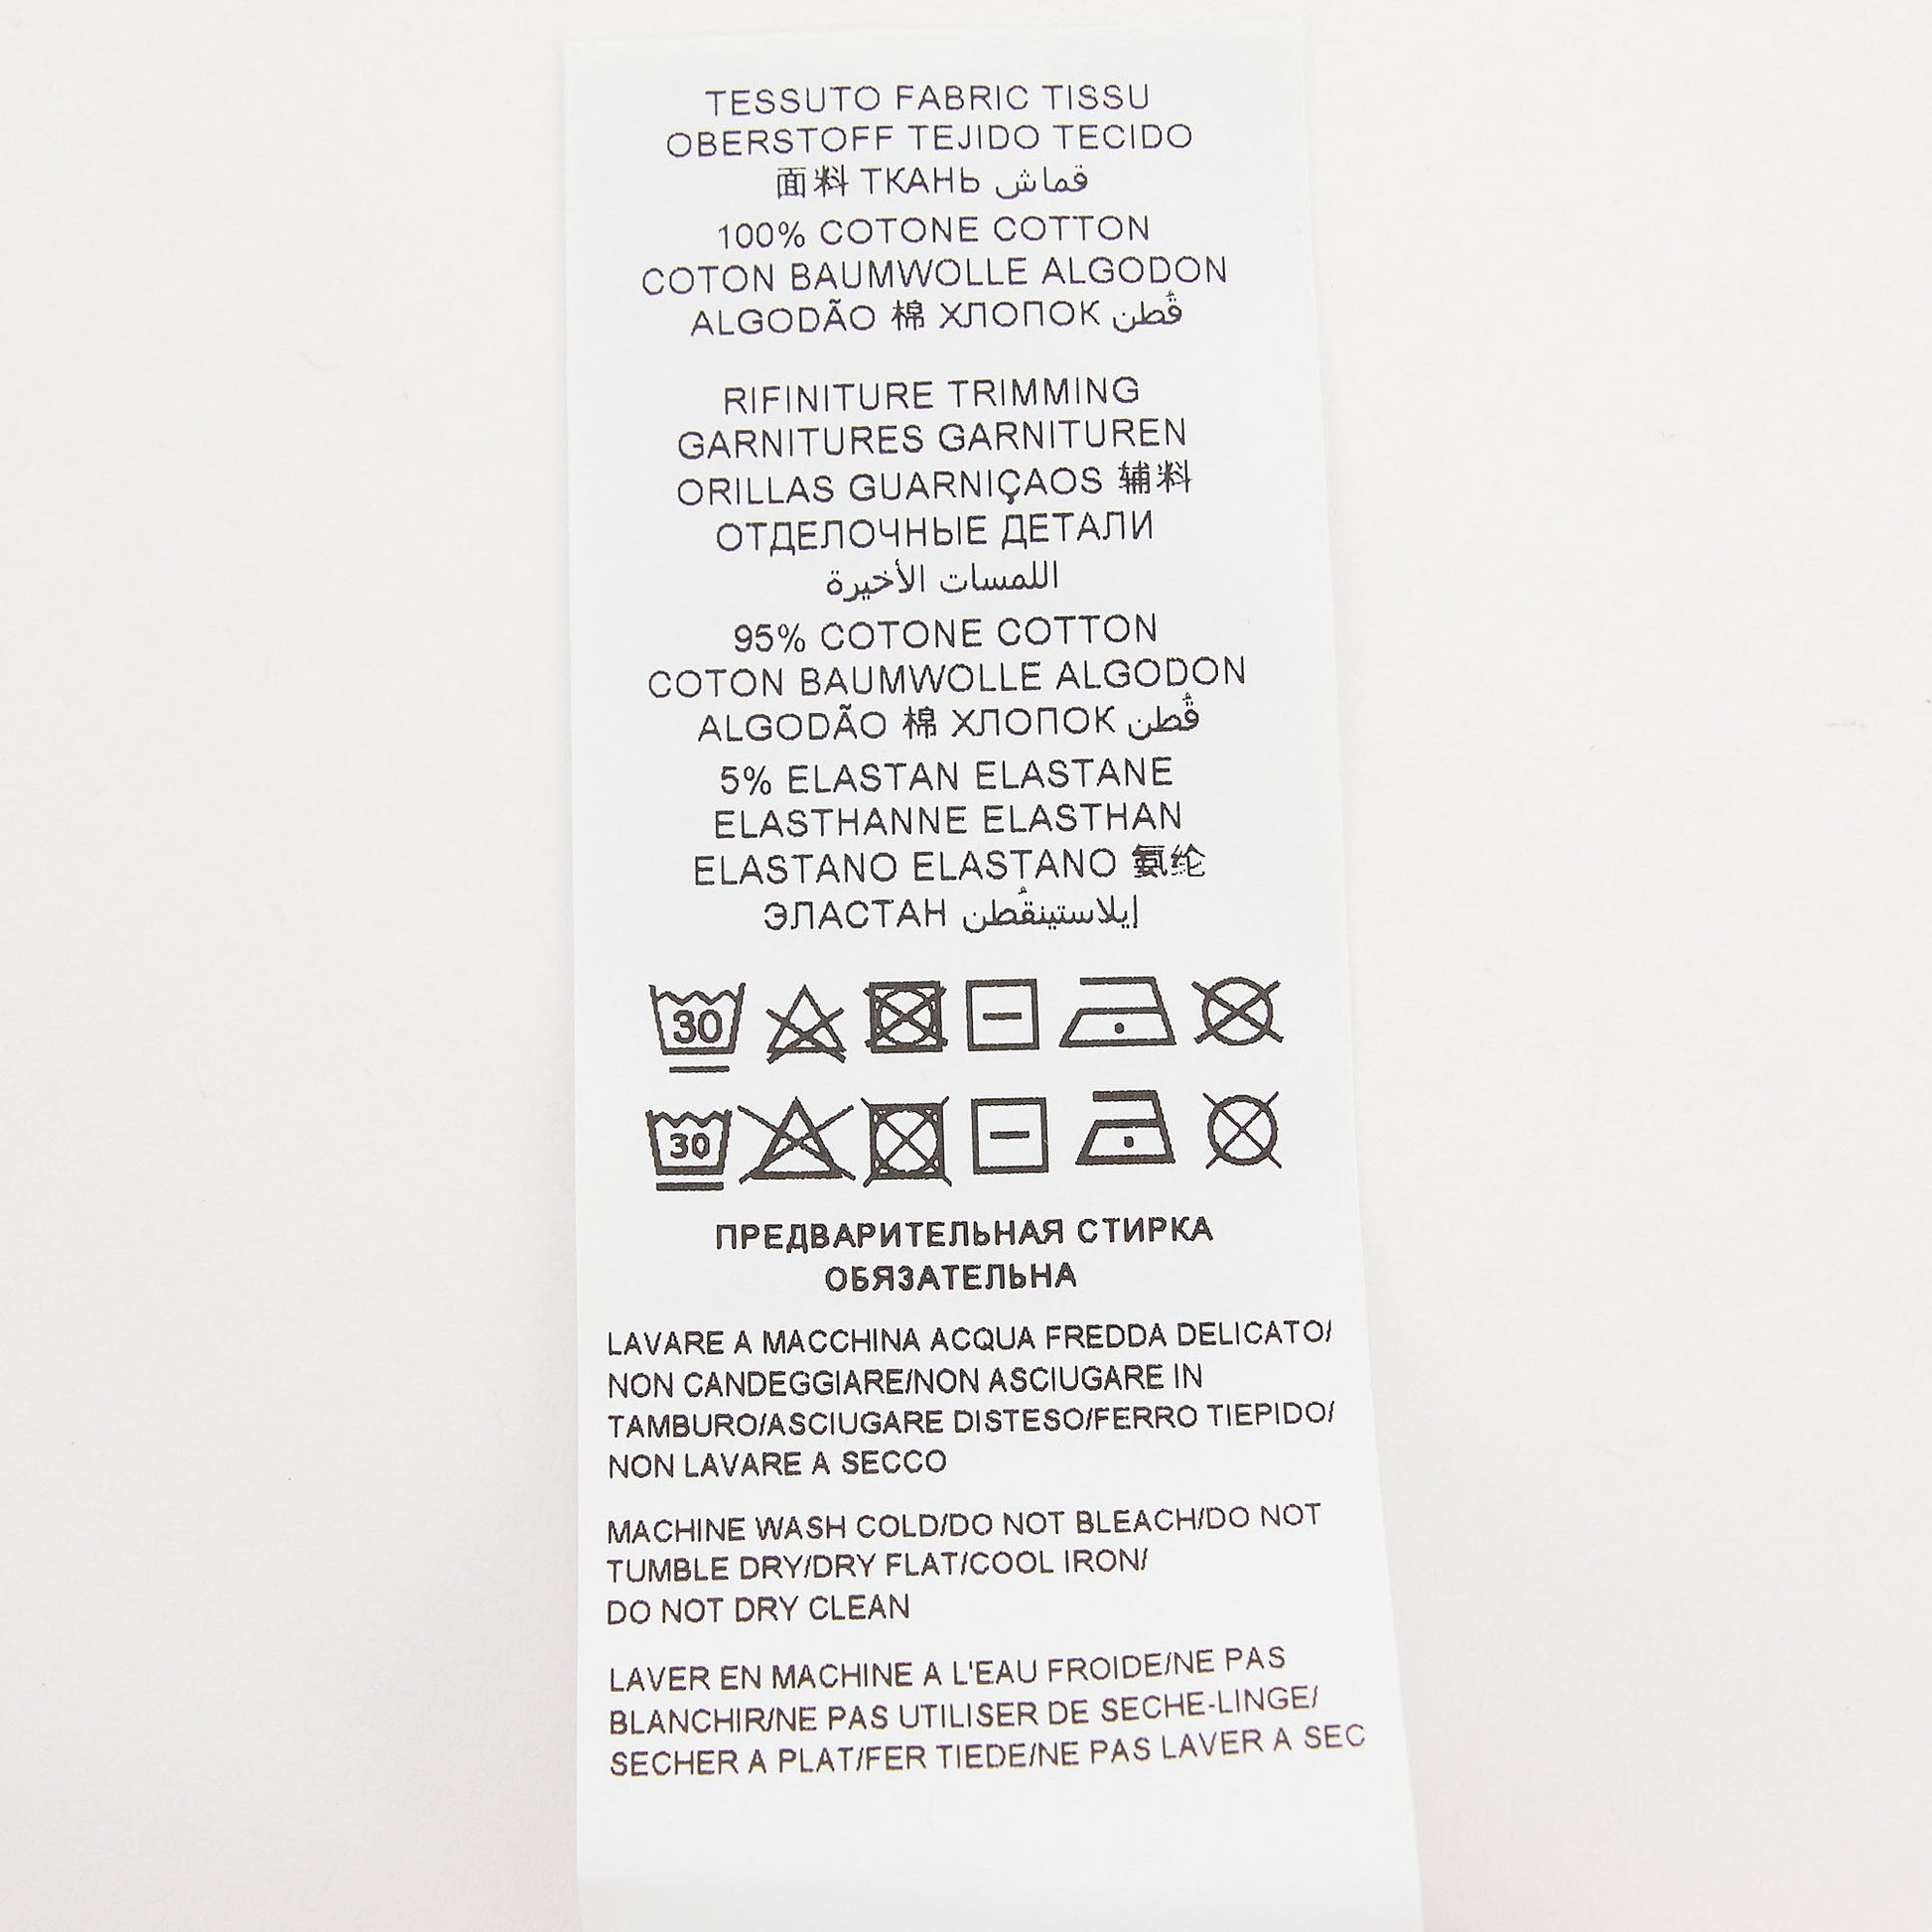 TESSUTO FABRIC TISSU
OBERSTOFF TEJIDO TECIDO
面料 ТКАНЬ قماش
100% COTONE COTTON
COTON BAUMWOLLE ALGODON
ALGODÃO 棉 ХЛОПОК قُطن
RIFINITURE TRIMMING
GARNITURES GARNITUREN
ORILLAS GUARNIÇAOS 辅料
ОТДЕЛОЧНЫЕ ДЕТАЛИ
اللمسات الأخيرة
95% COTONE COTTON
COTON BAUMWOLLE ALGODON
ALGODÃO 棉 ХЛОПОК قُطن
5% ELASTAN ELASTANE
ELASTHANNE ELASTHAN
ELASTANO ELASTANO 氨纶
ЭЛАСТАН إيلاستينقُطن
30
30
ПРЕДВАРИТЕЛЬНАЯ СТИРКА
ОБЯЗАТЕЛЬНА
LAVARE A MACCHINA ACQUA FREDDA DELICATO/
NON CANDEGGIARE/NON ASCIUGARE IN
TAMBURO/ASCIUGARE DISTESO/FERRO TIEPIDO/
NON LAVARE A SECCO
MACHINE WASH COLD/DO NOT BLEACH/DO NOT
TUMBLE DRY/DRY FLAT/COOL IRON/
DO NOT DRY CLEAN
LAVER EN MACHINE A L'EAU FROIDE/NE PAS
BLANCHIR/NE PAS UTILISER DE SECHE-LINGE/
SECHER A PLAT/FER TIEDE/NE PAS LAVER A SEC